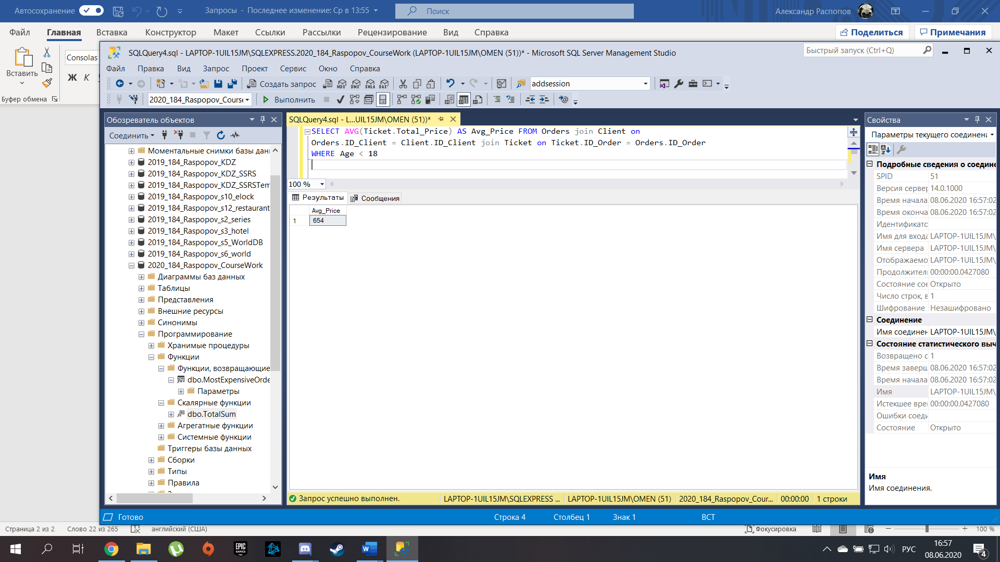 Автосохранение
Запросы - Последнее изменение: Ср в 13:55
Поиск
Александр Распопов
Файл Главная Вставка Конструктор Макет Ссылки Рассылки Рецензирование Вид Справка
Поделиться Примечания
Вставить
Consolas
Ж К
Буфер обмена
SQLQuery4.sql - LAPTOP-1UIL15JM\SQLEXPRESS.2020_184_Raspopov_CourseWork (LAPTOP-1UIL15JM\OMEN (51))* - Microsoft SQL Server Management Studio
Быстрый запуск (Ctrl+Q)
Файл Правка Вид Запрос Проект Сервис Окно Справка
Создать запрос
MDX DMX XMLA DAX
addsession
2020_184_Raspopov_Cours
Выполнить
Обозреватель объектов
Соединить
Моментальные снимки базы дан
2019_184_Raspopov_KDZ
2019_184_Raspopov_KDZ_SSRS
2019_184_Raspopov_KDZ_SSRSTem
2019_184_Raspopov_s10_elock
2019_184_Raspopov_s12_restaurant
2019_184_Raspopov_s2_series
2019_184_Raspopov_s3_hotel
2019_184_Raspopov_s5_WorldDB
2019_184_Raspopov_s6_world
2020_184_Raspopov_CourseWork
Диаграммы баз данных
Таблицы
Представления
Внешние ресурсы
Синонимы
Программирование
Хранимые процедуры
Функции
Функции, возвращающие
dbo.MostExpensiveOrde
Параметры
Скалярные функции
dbo.TotalSum
Агрегатные функции
Системные функции
Триггеры базы данных
Сборки
Типы
Правила
SQLQuery4.sql - L...UIL15JM\OMEN (51))*
SELECT AVG(Ticket.Total_Price) AS Avg_Price FROM Orders join Client on
Orders.ID_Client = Client.ID_Client join Ticket on Ticket.ID_Order = Orders.ID_Order
WHERE Age < 18
100 %
Результаты Сообщения
Avg_Price
1 654
Запрос успешно выполнен.
LAPTOP-1UIL15JM\SQLEXPRESS ... LAPTOP-1UIL15JM\OMEN (51) 2020_184_Raspopov_Cour... 00:00:00 1 строки
Свойства
Параметры текущего соединени
Подробные сведения о соедине
SPID 51
Версия сервер 14.0.1000
Время начала 08.06.2020 16:57:02
Время оконча 08.06.2020 16:57:02
Идентификатс
Имя для входа LAPTOP-1UIL15JM\
Имя сервера LAPTOP-1UIL15JM\
Отображаемо LAPTOP-1UIL15JM\
Продолжител 00:00:00.0427080
Состояние сое Открыто
Число строк, в 1
Шифрование Незашифровано
Соединение
Имя соединен LAPTOP-1UIL15JM\
Состояние статистического выч
Возвращено с 1
Время заверш 08.06.2020 16:57:02
Время начала 08.06.2020 16:57:02
Имя LAPTOP-1UIL15JM\
Истекшее вре 00:00:00.0427080
Ошибки соеди
Состояние Открыто
Имя
Имя соединения.
Готово
Строка 4 Столбец 1 Знак 1 ВСТ
Страница 2 из 2 Слово 22 из 265 английский (США)
Фокусировка
100 %
EPIC GAMES
РУС
16:57
08.06.2020
4